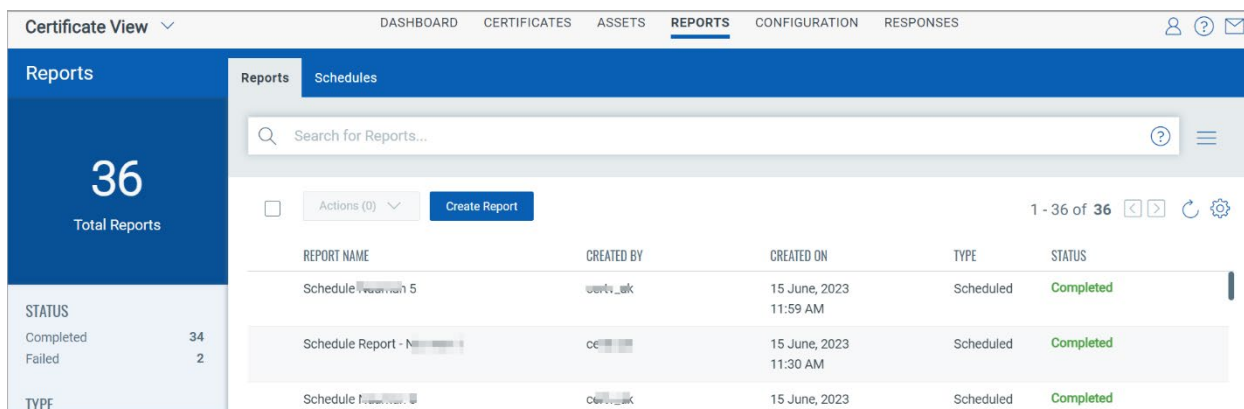 Certificate View
DASHBOARD CERTIFICATES ASSETS REPORTS CONFIGURATION RESPONSES
Reports
Reports Schedules
Search for Reports...
36
Total Reports
Actions (0) Create Report
1 - 36 of 36
REPORT NAME CREATED BY CREATED ON TYPE STATUS
Schedule 5 15 June, 2023 Scheduled Completed
11:59 AM
STATUS
Completed 34
Failed 2
Schedule Report - 15 June, 2023 Scheduled Completed
11:30 AM
TYPE
Schedule 15 June, 2023 Scheduled Completed